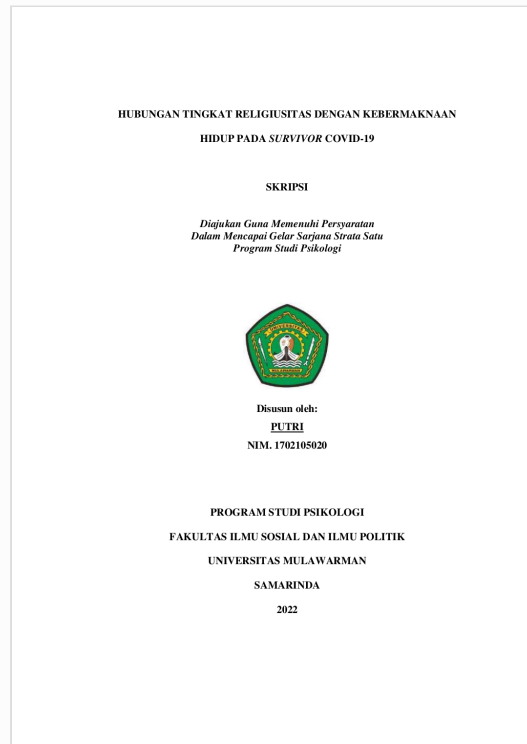 HUBUNGAN TINGKAT RELIGIUSITAS DENGAN KEBERMAKNAAN
HIDUP PADA SURVIVOR COVID-19
SKRIPSI
Diajukan Guna Memenuhi Persyaratan
Dalam Mencapai Gelar Sarjana Strata Satu
Program Studi Psikologi
UNIVERSITAS
MULAWARMAN
Disusun oleh:
PUTRI
NIM. 1702105020
PROGRAM STUDI PSIKOLOGI
FAKULTAS ILMU SOSIAL DAN ILMU POLITIK
UNIVERSITAS MULAWARMAN
SAMARINDA
2022